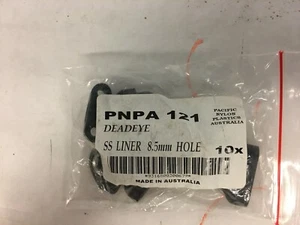 PNPA 121
PACIFIC
NYLON
PLASTICS
AUSTRALIA
DEADEYE
SS LINER 8.5mm HOLE 10x
MADE IN AUSTRALIA